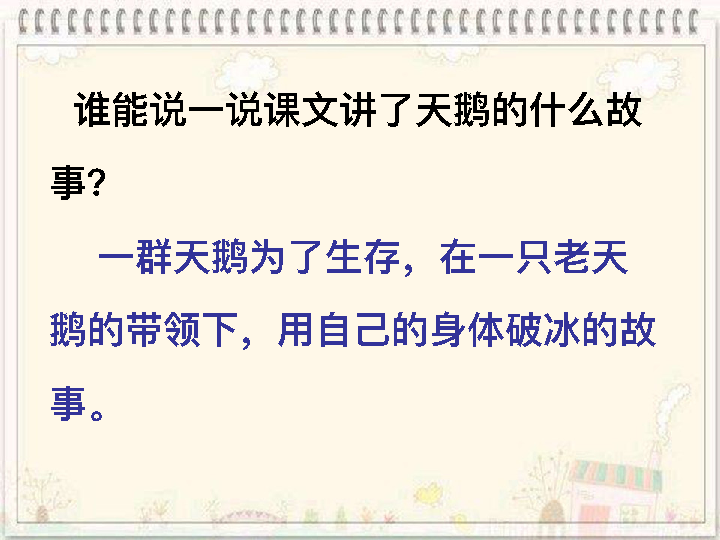 谁能说一说课文讲了天鹅的什么故
事？
一群天鹅为了生存，在一只老天
鹅的带领下，用自己的身体破冰的故
事。